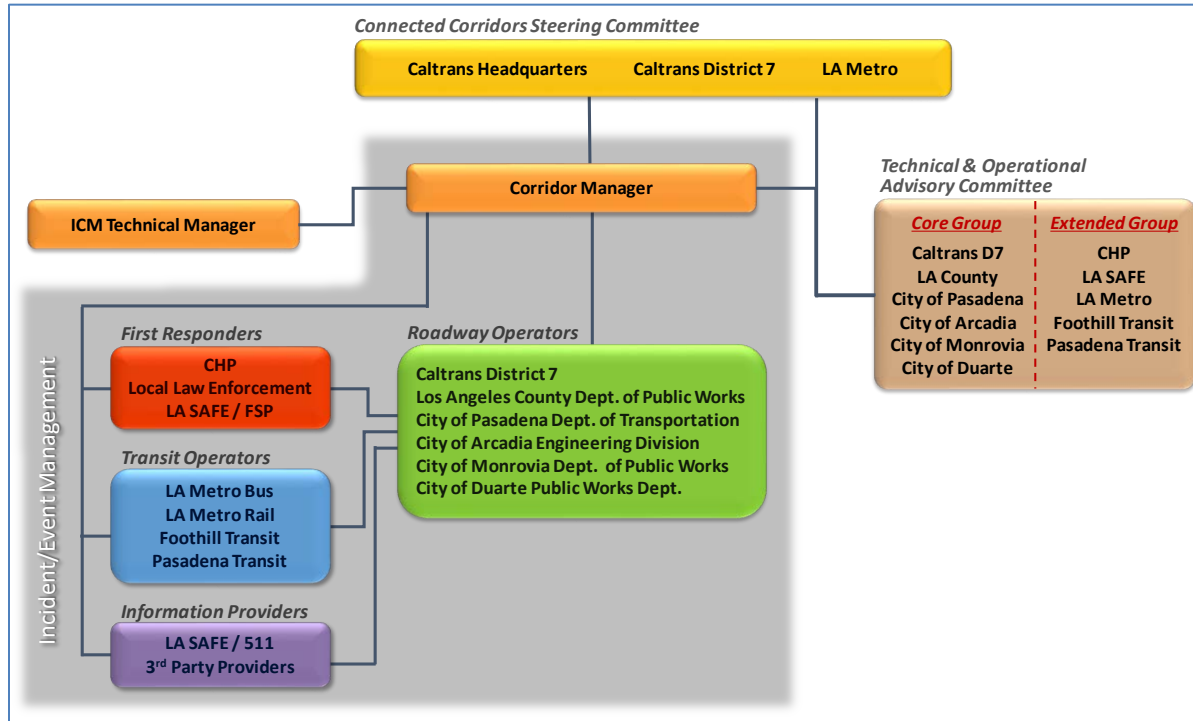 Connected Corridors Steering Committee
Caltrans Headquarters Caltrans District 7 LA Metro
Corridor Manager
ICM Technical Manager
Technical & Operational
Advisory Committee
Core Group
Caltrans D7
LA County
City of Pasadena
City of Arcadia
City of Monrovia
City of Duarte
Extended Group
CHP
LA SAFE
LA Metro
Foothill Transit
Pasadena Transit
Incident/Event Management
First Responders
CHP
Local Law Enforcement
LA SAFE / FSP
Transit Operators
LA Metro Bus
LA Metro Rail
Foothill Transit
Pasadena Transit
Information Providers
LA SAFE / 511
3rd Party Providers
Roadway Operators
Caltrans District 7
Los Angeles County Dept. of Public Works
City of Pasadena Dept. of Transportation
City of Arcadia Engineering Division
City of Monrovia Dept. of Public Works
City of Duarte Public Works Dept.